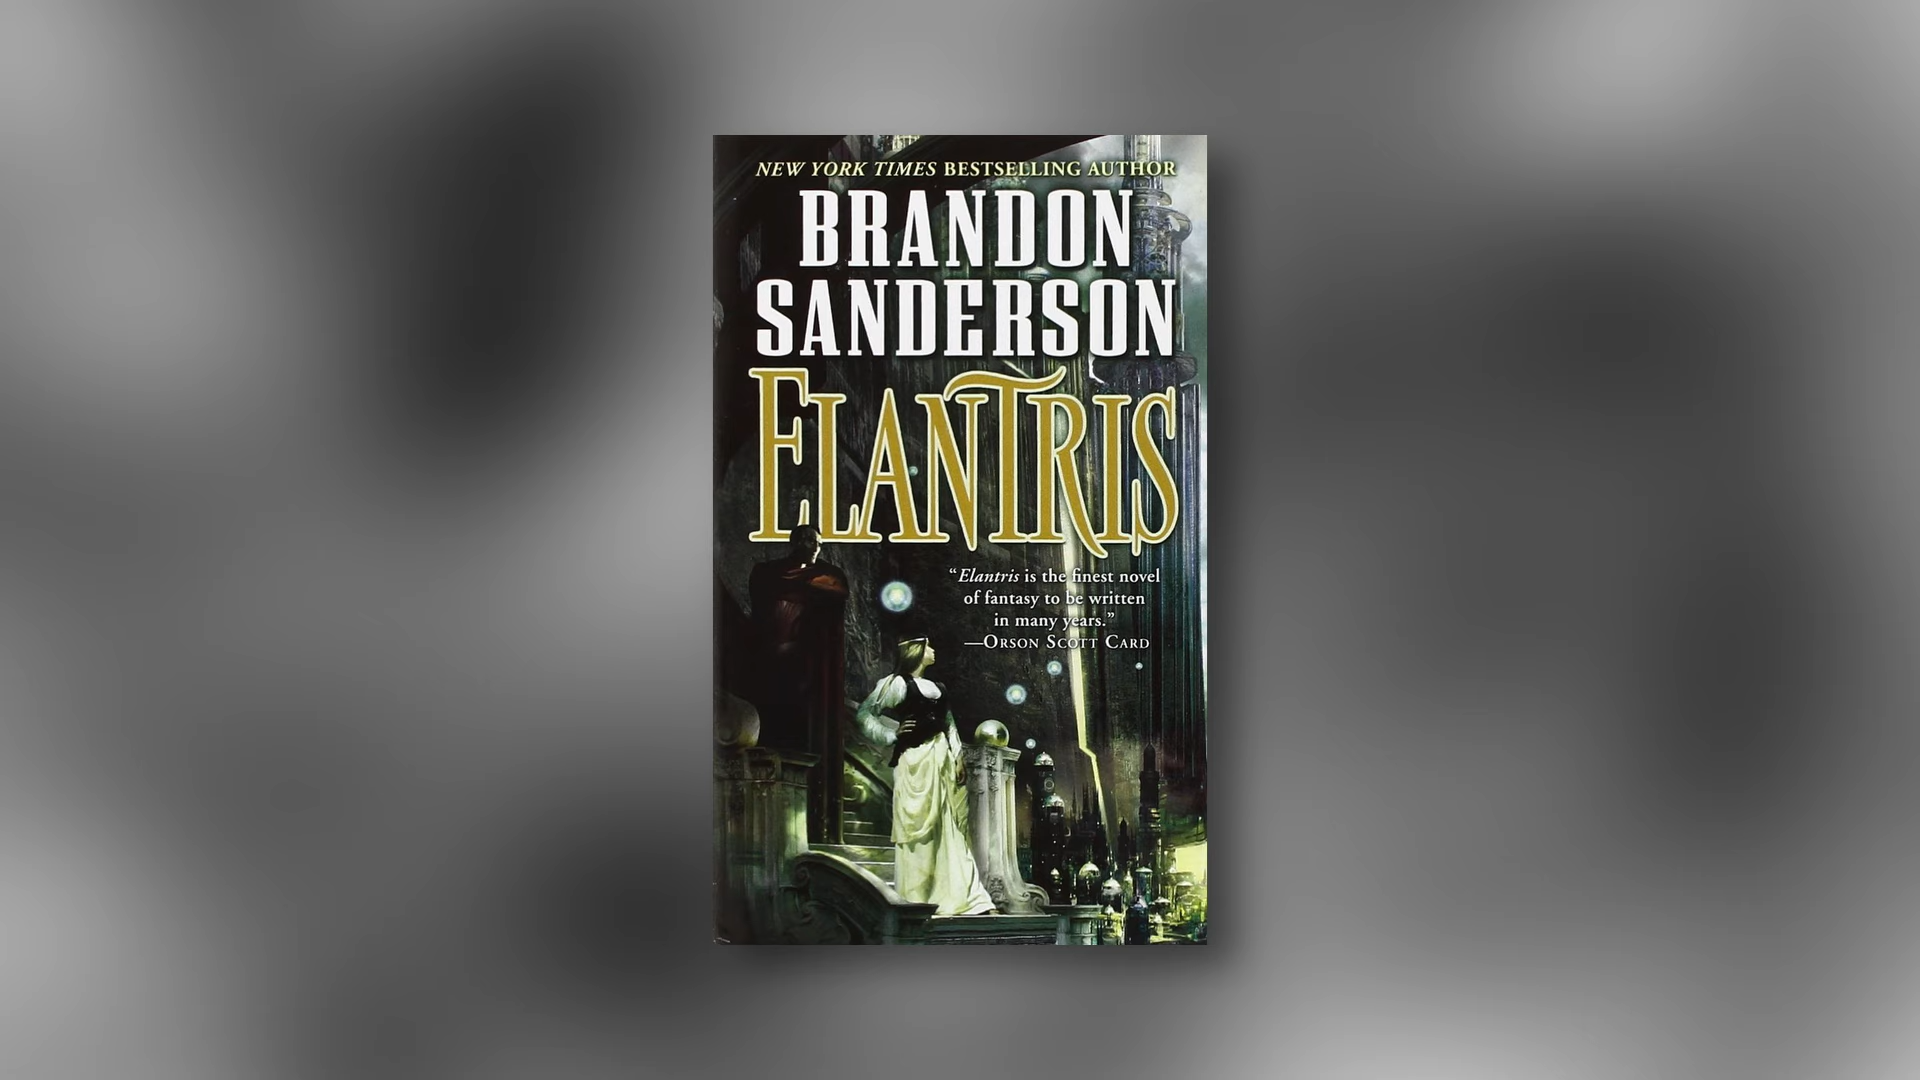 NEW YORK TIMES BESTSELLING AUTHOR
BRANDON
SANDERSON
ELANTRIS
“Elantris is the finest novel
of fantasy to be written
in many years.”
—ORSON SCOTT CARD